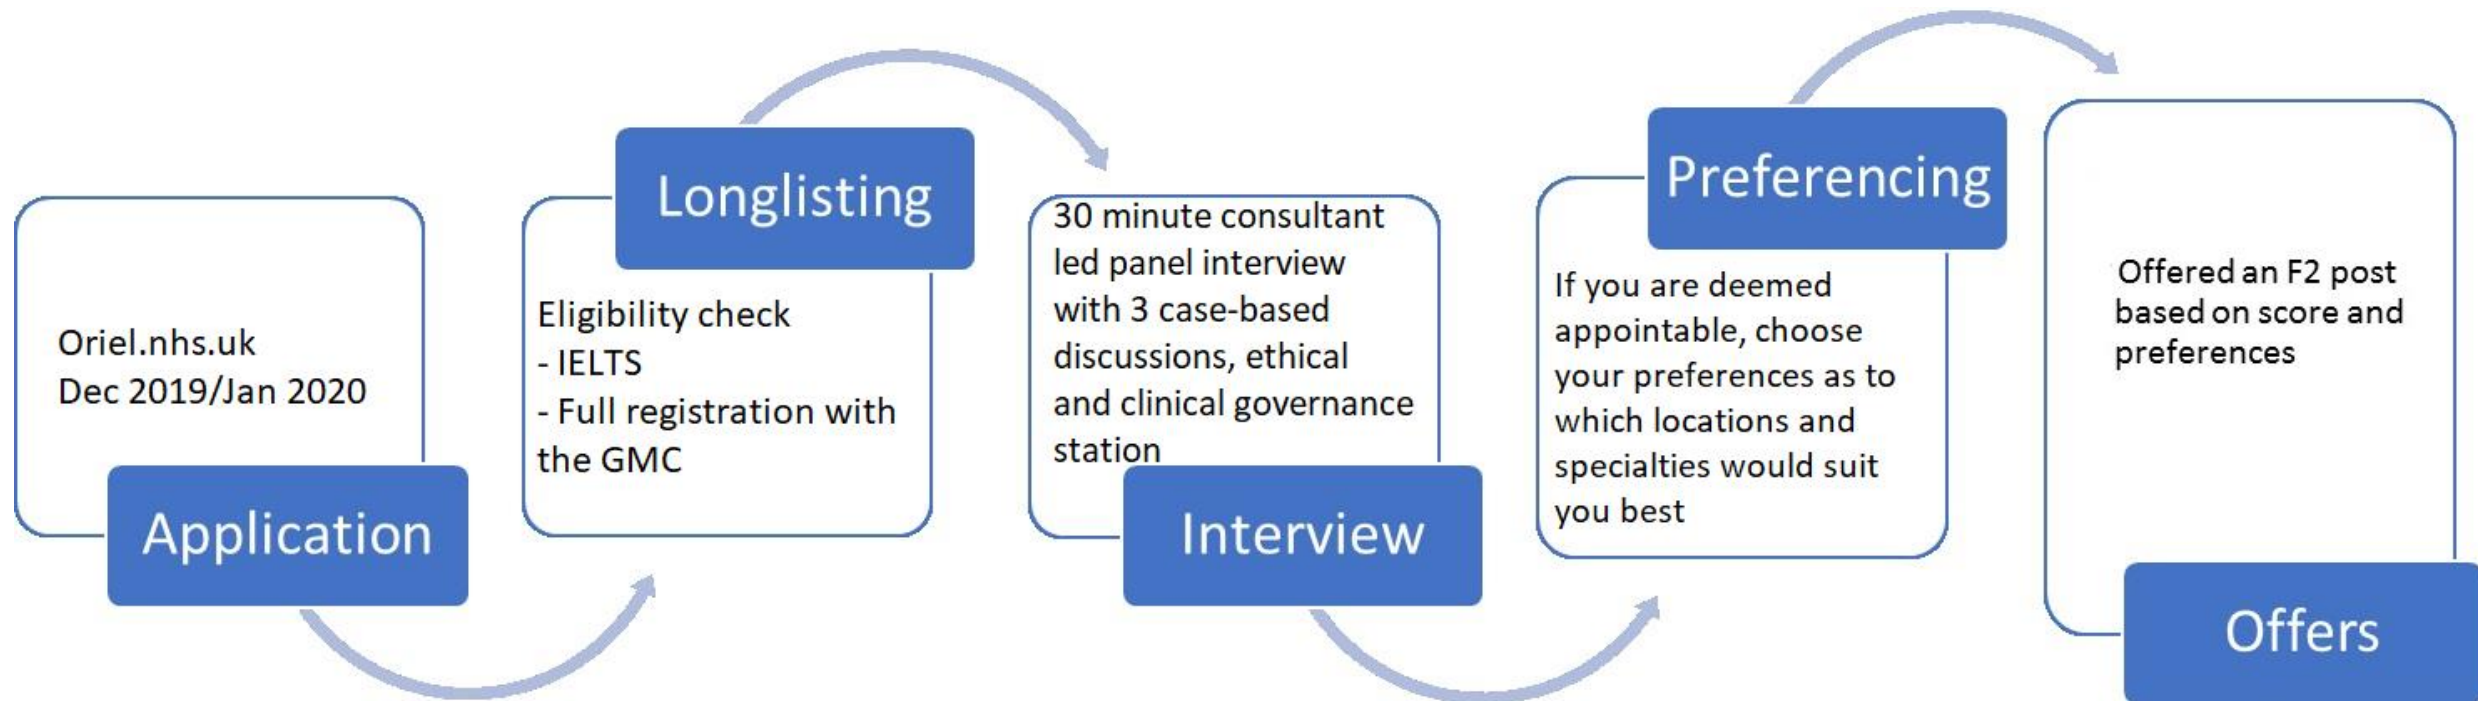 Oriel.nhs.uk
Dec 2019/Jan 2020
Application
Longlisting
Eligibility check
- IELTS
- Full registration with
the GMC
30 minute consultant
led panel interview
with 3 case-based
discussions, ethical
and clinical governance
station
Interview
Preferencing
If you are deemed
appointable, choose
your preferences as to
which locations and
specialties would suit
you best
Offered an F2 post
based on score and
preferences
Offers